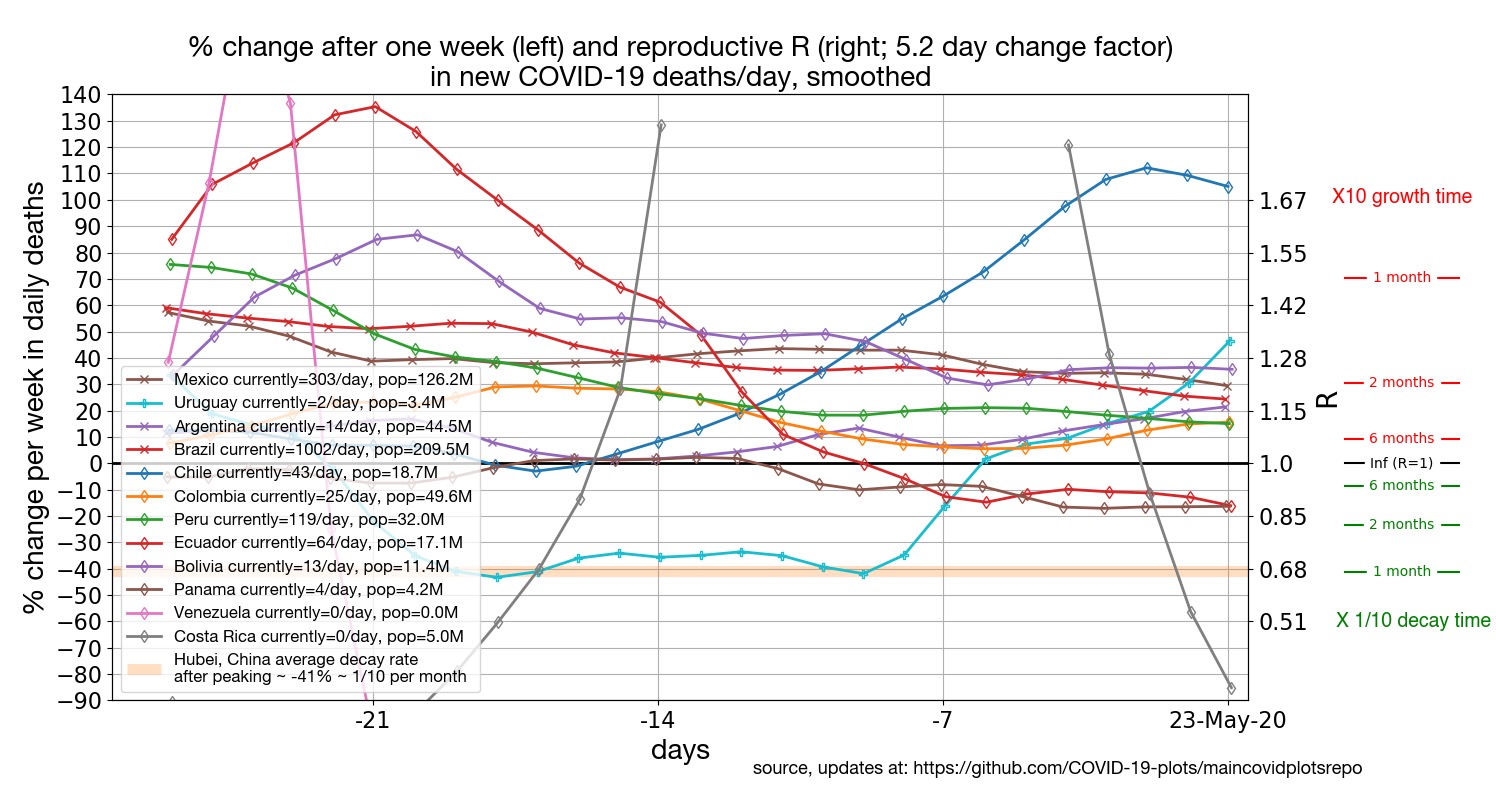 % change after one week (left) and reproductive R (right; 5.2 day change factor)
in new COVID-19 deaths/day, smoothed
140
130
120
110
100
90
80
70
60
50
40
30
20
10
0
−10
−20
−30
−40
−50
−60
−70
−80
−90
% change per week in daily deaths
Mexico currently=303/day, pop=126.2M
Uruguay currently=2/day, pop=3.4M
Argentina currently=14/day, pop=44.5M
Brazil currently=1002/day, pop=209.5M
Chile currently=43/day, pop=18.7M
Colombia currently=25/day, pop=49.6M
Peru currently=119/day, pop=32.0M
Ecuador currently=64/day, pop=17.1M
Bolivia currently=13/day, pop=11.4M
Panama currently=4/day, pop=4.2M
Venezuela currently=0/day, pop=0.0M
Costa Rica currently=0/day, pop=5.0M
Hubei, China average decay rate
after peaking ~ -41% ~ 1/10 per month
1.67
1.55
1.42
1.28
1.15
1.0
0.85
0.68
0.51
R
X10 growth time
1 month
2 months
6 months
Inf (R=1)
6 months
2 months
1 month
X 1/10 decay time
-21
-14
-7
23-May-20
days
source, updates at: https://github.com/COVID-19-plots/maincovidplotsrepo